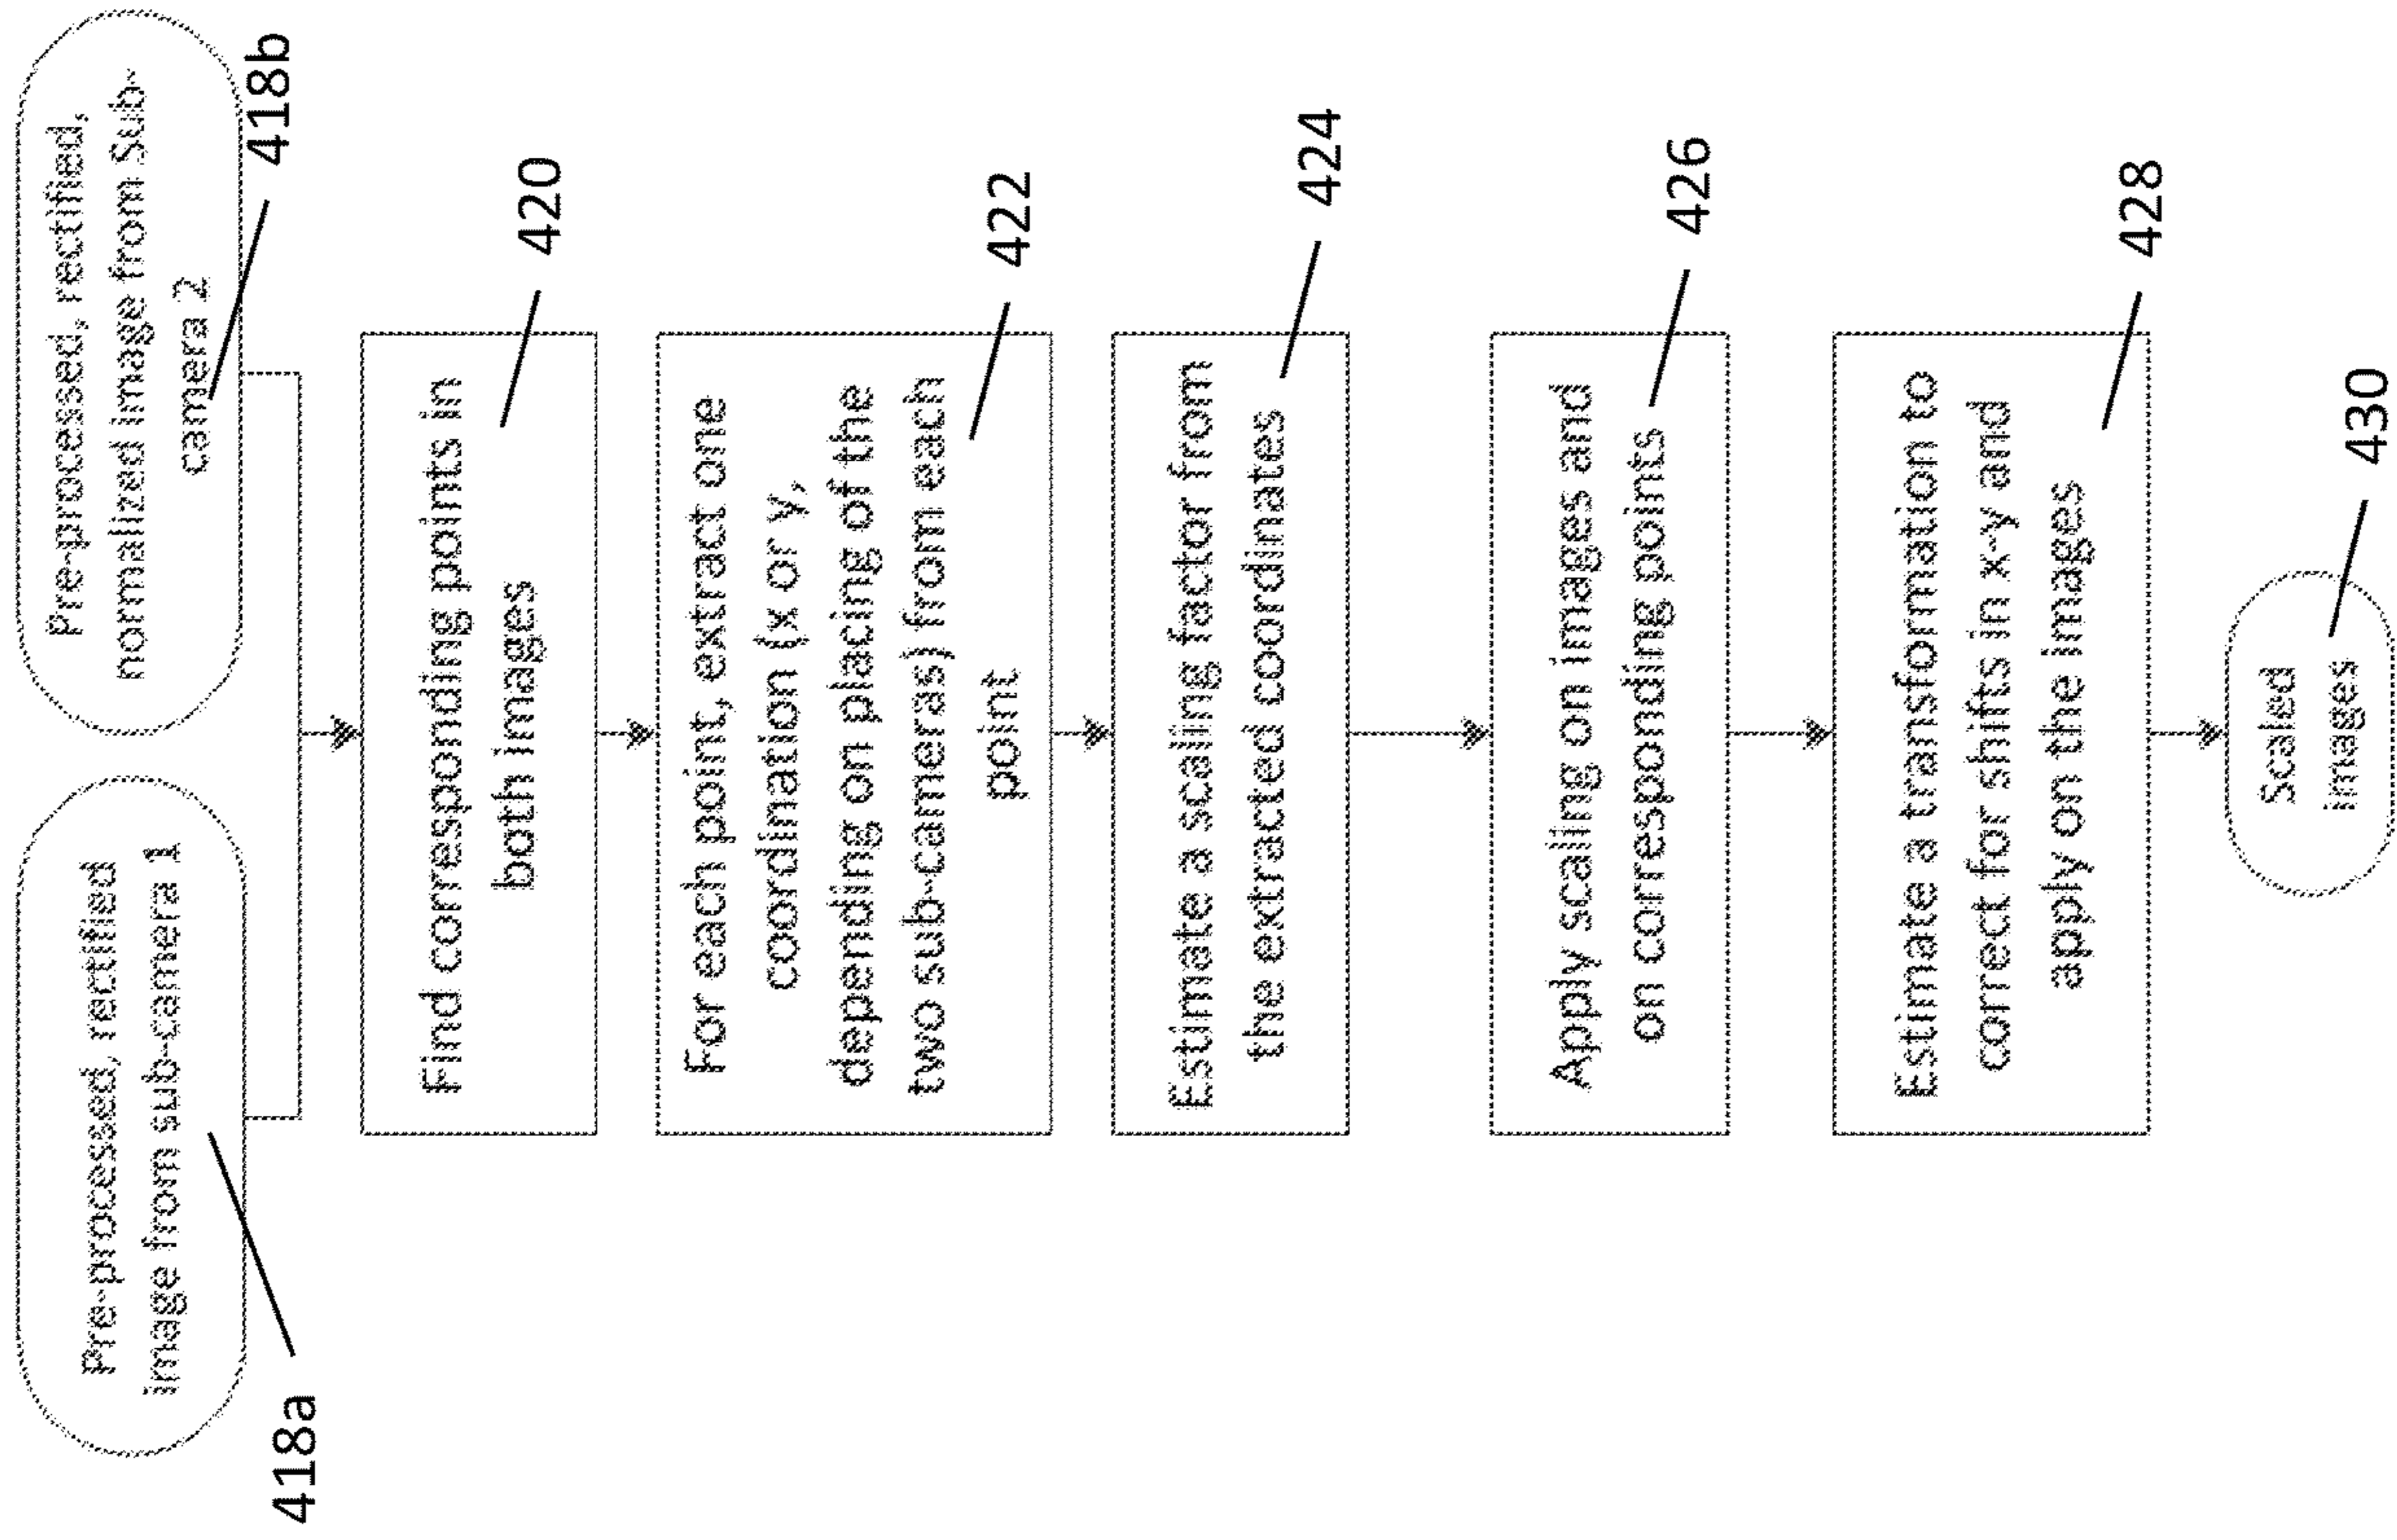 Pre-processed, rectified
image from sub-camera 1
418a
Pre-processed, rectified,
normalized image from Sub-
camera 2
418b
Find corresponding points in
both images
420
For each point, extract one
coordination (x or y,
depending on placing of the
two sub-cameras) from each
point
422
Estimate a scaling factor from
the extracted coordinates
424
Apply scaling on images and
on corresponding points
426
Estimate a transformation to
correct for shifts in x-y and
apply on the images
428
Scaled
images
430